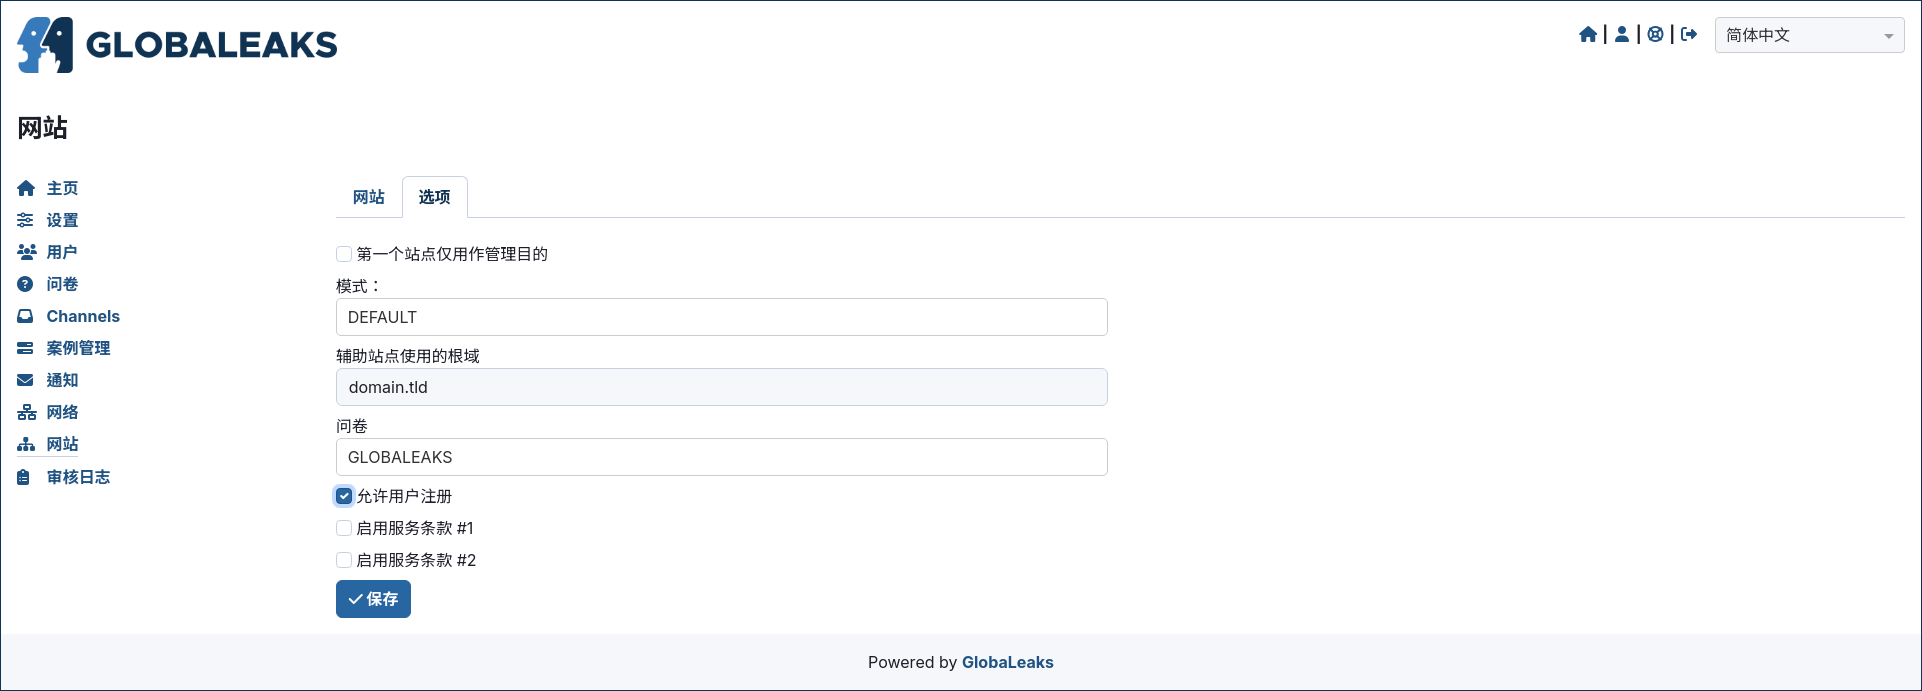 GLOBALEAKS
简体中文
网站
主页
设置
用户
问卷
Channels
案例管理
通知
网络
网站
审核日志
网站
选项
第一个站点仅用作管理目的
模式：
DEFAULT
辅助站点使用的根域
domain.tld
问卷
GLOBALEAKS
允许用户注册
启用服务条款 #1
启用服务条款 #2
保存
Powered by GlobaLeaks